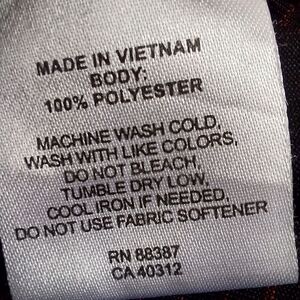 MADE IN VIETNAM
BODY:
100% POLYESTER
MACHINE WASH COLD,
WASH WITH LIKE COLORS,
DO NOT BLEACH,
TUMBLE DRY LOW,
COOL IRON IF NEEDED,
DO NOT USE FABRIC SOFTENER
RN 88387
CA 40312